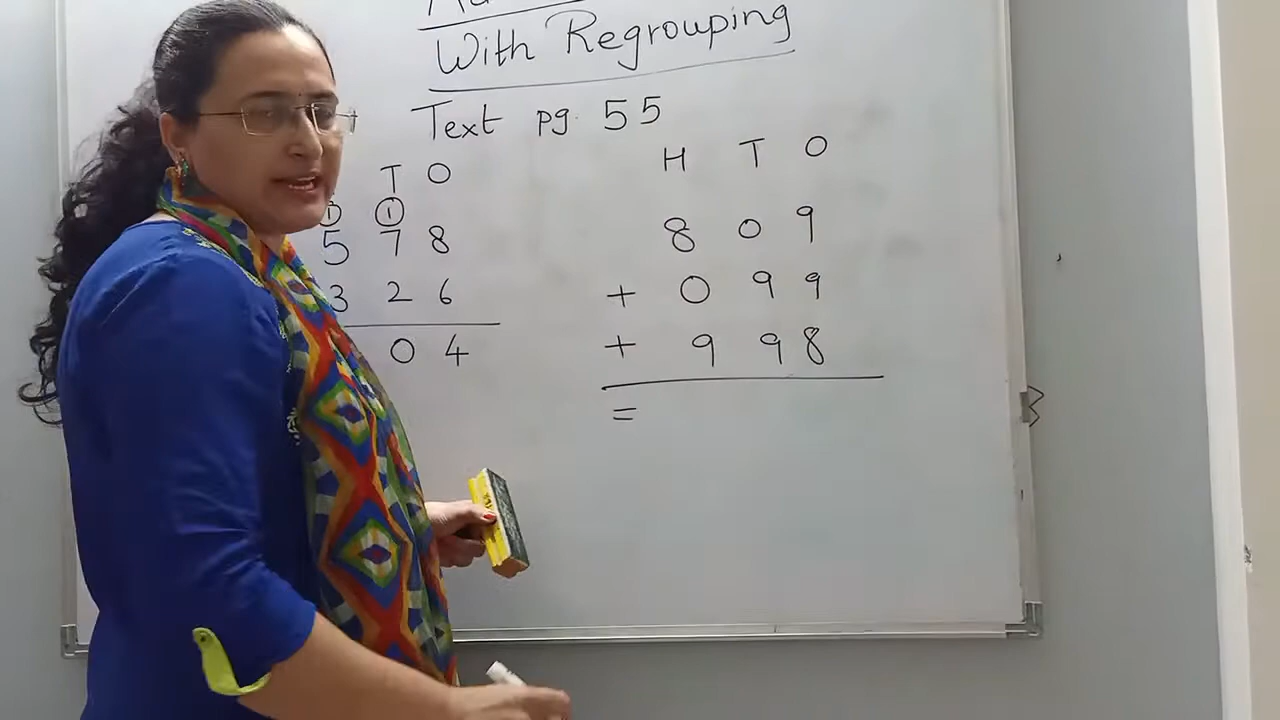 With Regrouping
Text pg. 55
T O
① ①
5 7 8
3 2 6
0 4
H T O
8 0 9
+ 0 9 9
+ 9 9 8
=